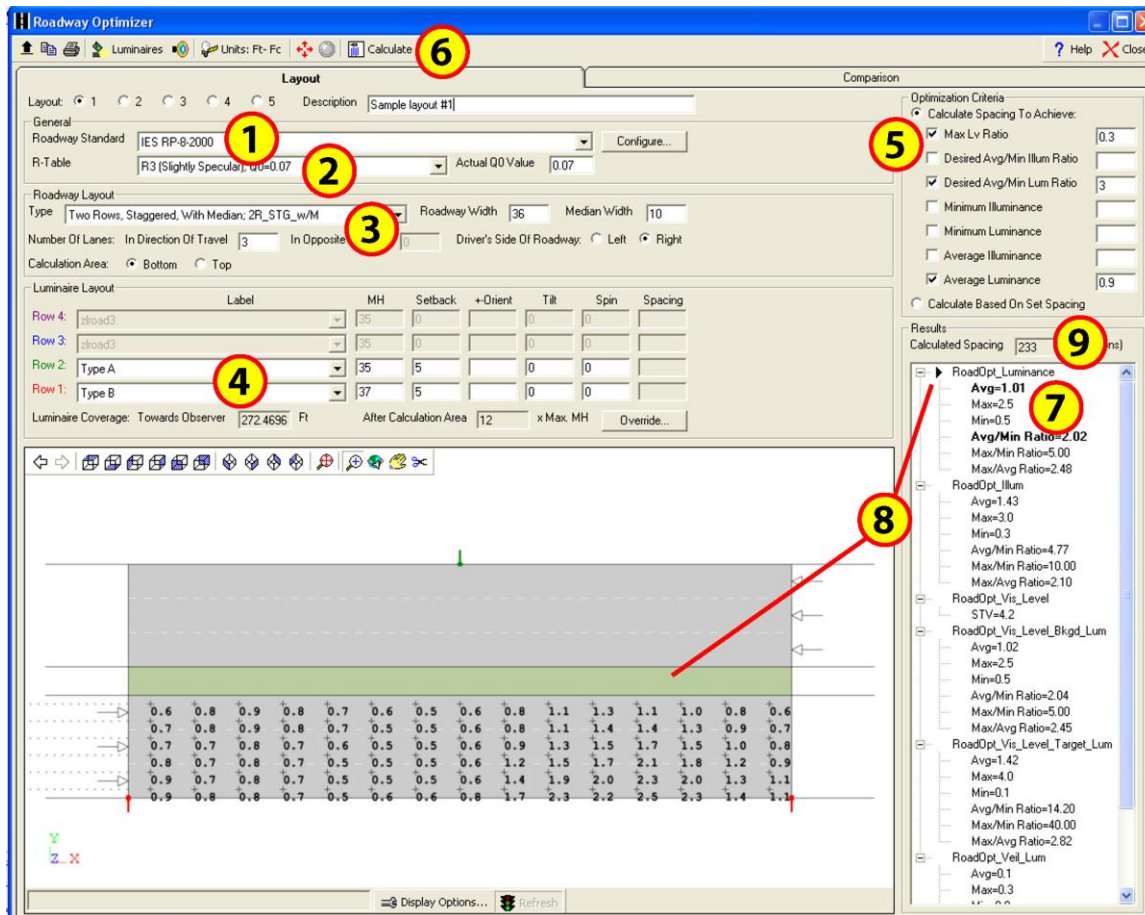 Roadway Optimizer
Luminaires Units: Ft- Fc Calculate 6 ? Help Close
Layout Comparison
Layout: 1 2 3 4 5 Description Sample layout #1
General
Roadway Standard IES RP-8-2000 1 Configure...
R-Table R3 (Slightly Specular), Q0=0.07 2 Actual Q0 Value 0.07
Roadway Layout
Type Two Rows, Staggered, With Median; 2R_STG_w/M Roadway Width 36 Median Width 10
3
Number Of Lanes: In Direction Of Travel 3 In Opposite 0 Driver's Side Of Roadway: Left Right
Calculation Area: Bottom Top
Luminaire Layout
Label MH Setback +-Orient Tilt Spin Spacing
Row 4: zlroad3 35 0 0 0
Row 3: zlroad3 35 0 0 0
Row 2: Type A 35 5 0 0
4
Row 1: Type B 37 5 0 0
Luminaire Coverage: Towards Observer 272.4696 Ft After Calculation Area 12 x Max. MH Override...
0.6 0.8 0.9 0.8 0.7 0.6 0.5 0.6 0.8 1.1 1.3 1.1 1.0 0.8 0.6
0.7 0.8 0.9 0.8 0.7 0.6 0.5 0.6 0.8 1.1 1.4 1.4 1.3 0.9 0.7
0.7 0.7 0.8 0.7 0.6 0.5 0.5 0.6 0.9 1.3 1.5 1.7 1.5 1.0 0.8
0.8 0.7 0.8 0.7 0.5 0.5 0.5 0.6 1.2 1.5 1.7 2.1 1.8 1.2 0.9
0.9 0.7 0.8 0.7 0.5 0.6 0.5 0.6 1.4 1.9 2.0 2.3 2.0 1.3 1.1
0.9 0.8 0.8 0.7 0.5 0.6 0.6 0.8 1.7 2.3 2.2 2.5 2.3 1.4 1.1
Y
Z X
Display Options... Refresh
Optimization Criteria
Calculate Spacing To Achieve:
5
Max Lv Ratio 0.3
Desired Avg/Min Illum Ratio
Desired Avg/Min Lum Ratio 3
Minimum Illuminance
Minimum Luminance
Average Illuminance
Average Luminance 0.9
Calculate Based On Set Spacing
Results
Calculated Spacing 233 9 ns)
RoadOpt_Luminance
Avg=1.01
Max=2.5
7
Min=0.5
Avg/Min Ratio=2.02
Max/Min Ratio=5.00
Max/Avg Ratio=2.48
RoadOpt_Illum
Avg=1.43
8
Max=3.0
Min=0.3
Avg/Min Ratio=4.77
Max/Min Ratio=10.00
Max/Avg Ratio=2.10
RoadOpt_Vis_Level
STV=4.2
RoadOpt_Vis_Level_Bkgd_Lum
Avg=1.02
Max=2.5
Min=0.5
Avg/Min Ratio=2.04
Max/Min Ratio=5.00
Max/Avg Ratio=2.45
RoadOpt_Vis_Level_Target_Lum
Avg=1.42
Max=4.0
Min=0.1
Avg/Min Ratio=14.20
Max/Min Ratio=40.00
Max/Avg Ratio=2.82
RoadOpt_Veil_Lum
Avg=0.1
Max=0.3